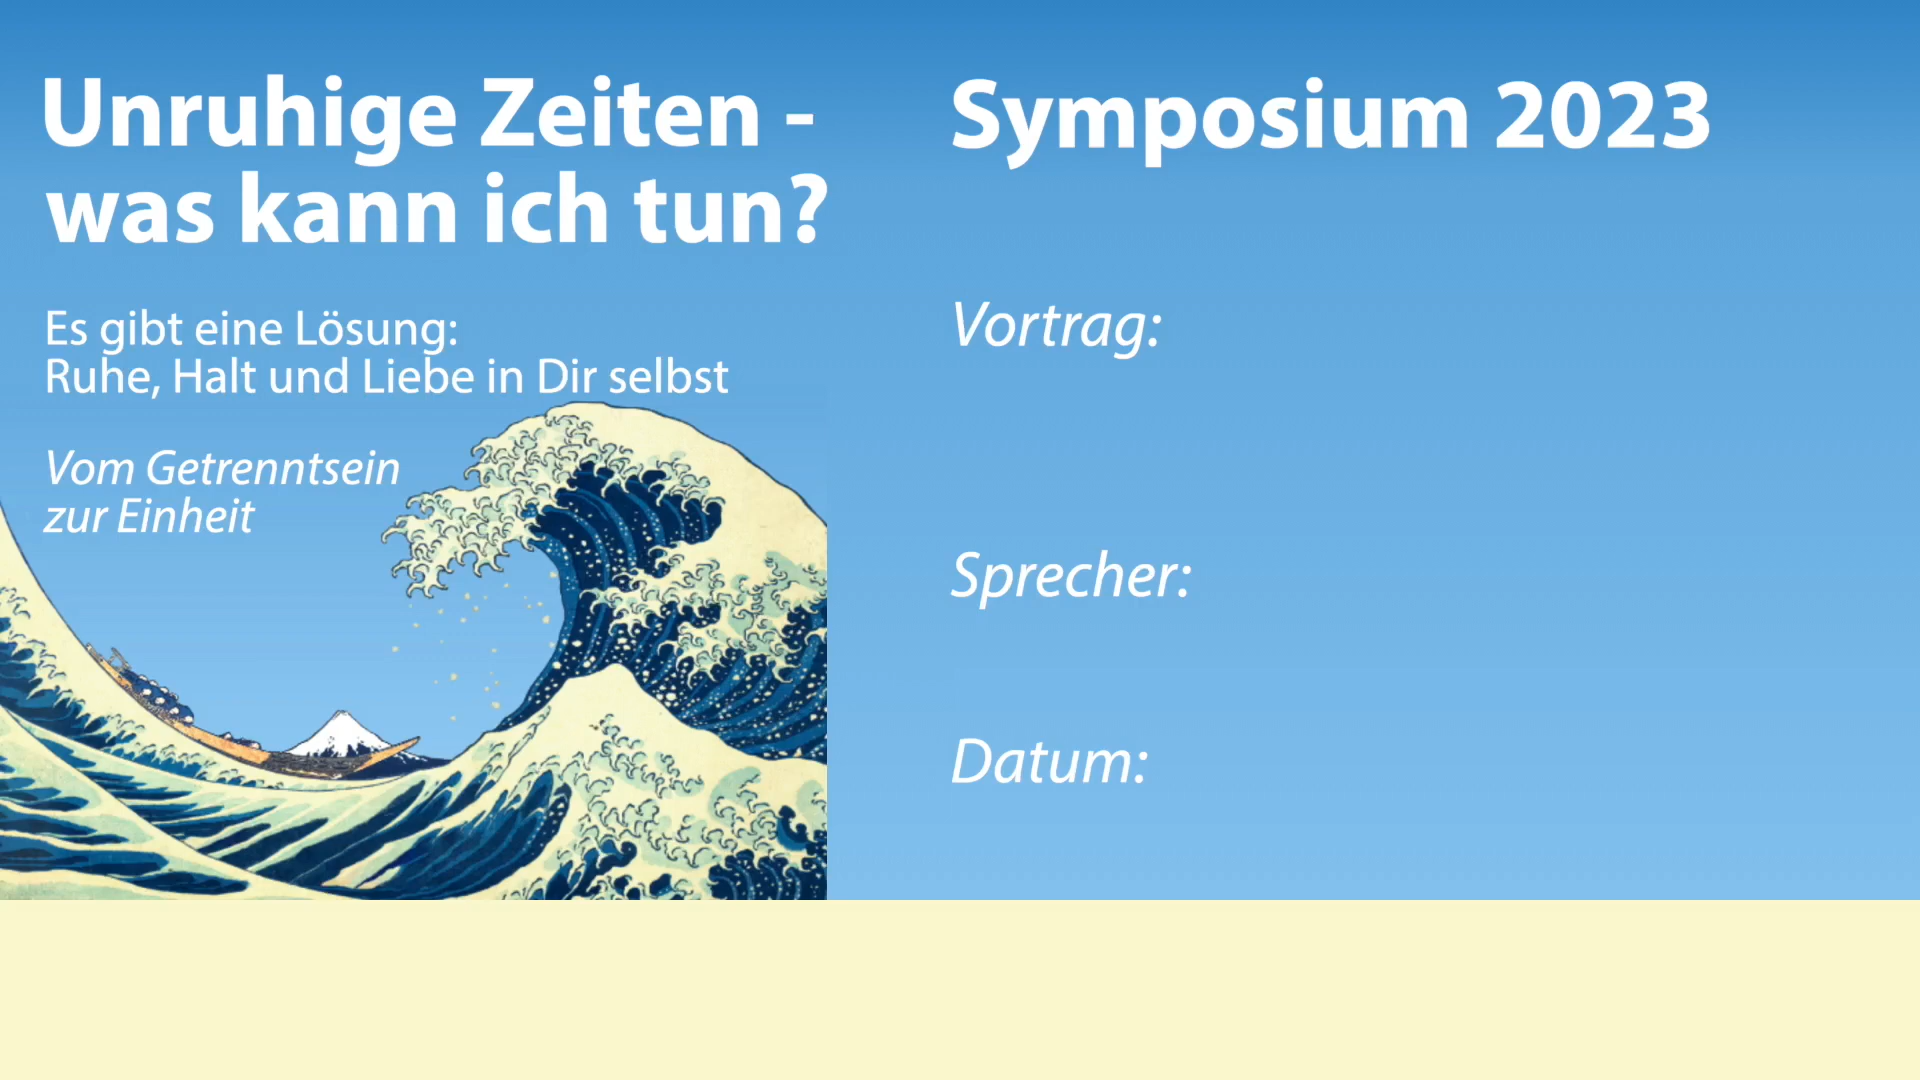 Unruhige Zeiten -
was kann ich tun?
Es gibt eine Lösung:
Ruhe, Halt und Liebe in Dir selbst
Vom Getrenntsein
zur Einheit
Symposium 2023
Vortrag:
Sprecher:
Datum: